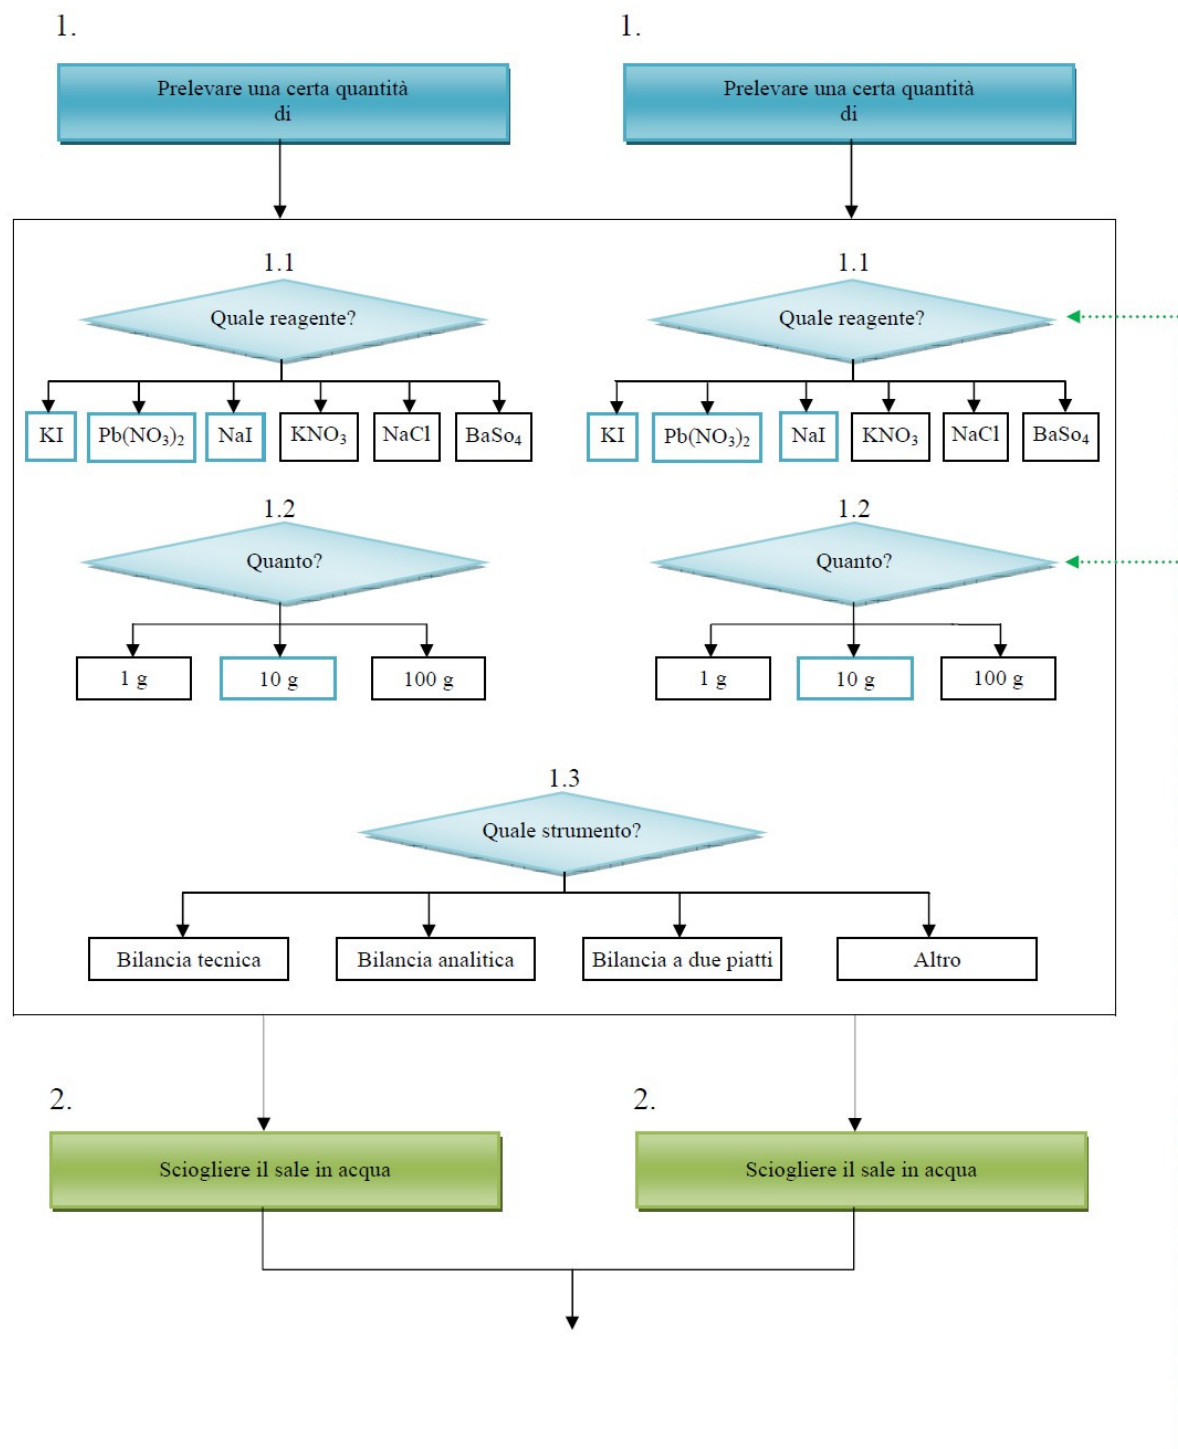 1. 1.
Prelevare una certa quantità Prelevare una certa quantità
di di
1.1 1.1
Quale reagente? Quale reagente?
KI Pb(NO₃)₂ NaI KNO₃ NaCl BaSo₄ KI Pb(NO₃)₂ NaI KNO₃ NaCl BaSo₄
1.2 1.2
Quanto? Quanto?
1 g 10 g 100 g 1 g 10 g 100 g
1.3
Quale strumento?
Bilancia tecnica Bilancia analitica Bilancia a due piatti Altro
2. 2.
Sciogliere il sale in acqua Sciogliere il sale in acqua